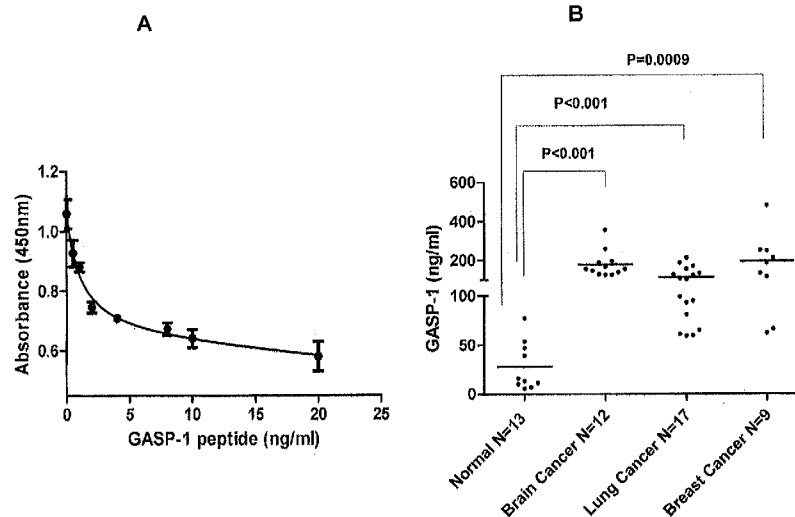 A
1.2
1.0
0.8
0.6
Absorbance (450nm)
0
5
10
15
20
25
GASP-1 peptide (ng/ml)
B
P=0.0009
P<0.001
P<0.001
600
400
200
100
50
0
GASP-1 (ng/ml)
Normal N=13
Brain Cancer N=12
Lung Cancer N=17
Breast Cancer N=9